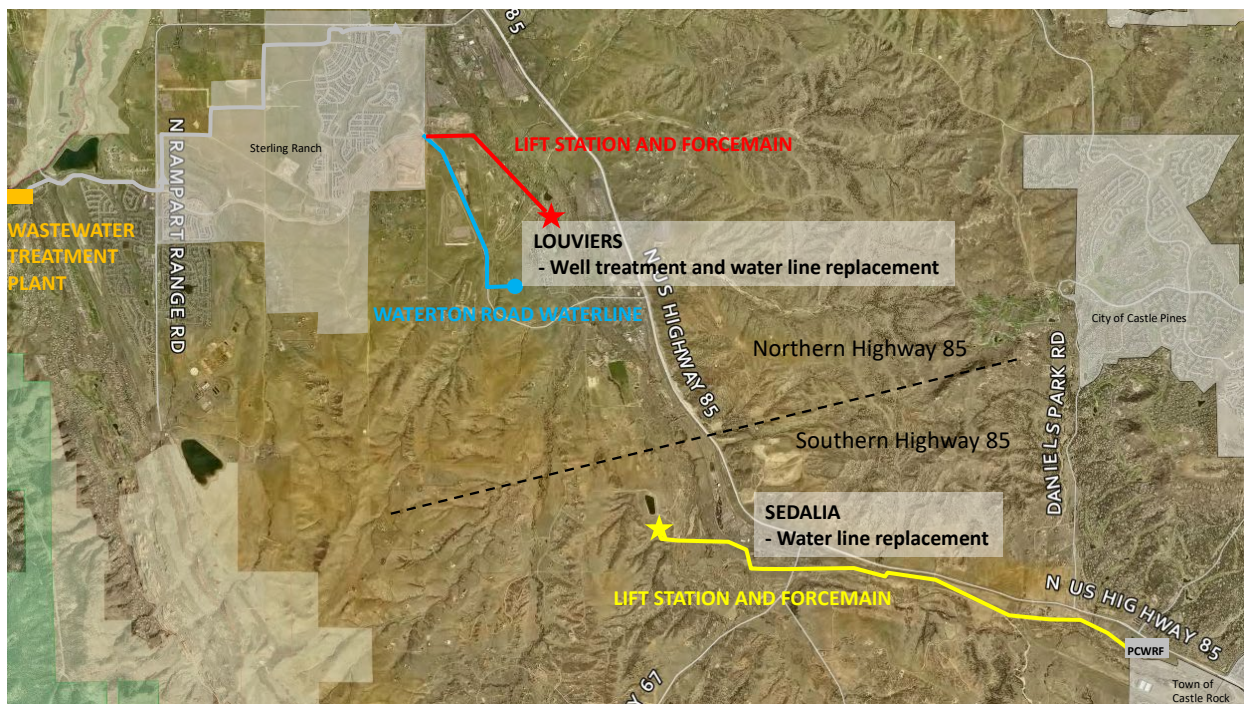 85
Sterling Ranch
N RAMPART RANGE RD
LIFT STATION AND FORCEMAIN
WASTEWATER
TREATMENT
PLANT
LOUVIERS
- Well treatment and water line replacement
WATERTON ROAD WATERLINE
N US HIGHWAY 85
City of Castle Pines
Northern Highway 85
Southern Highway 85
DANIELS PARK RD
SEDALIA
- Water line replacement
LIFT STATION AND FORCEMAIN
N US HIGHWAY 85
PCWRF
Town of
Castle Rock
Y 67